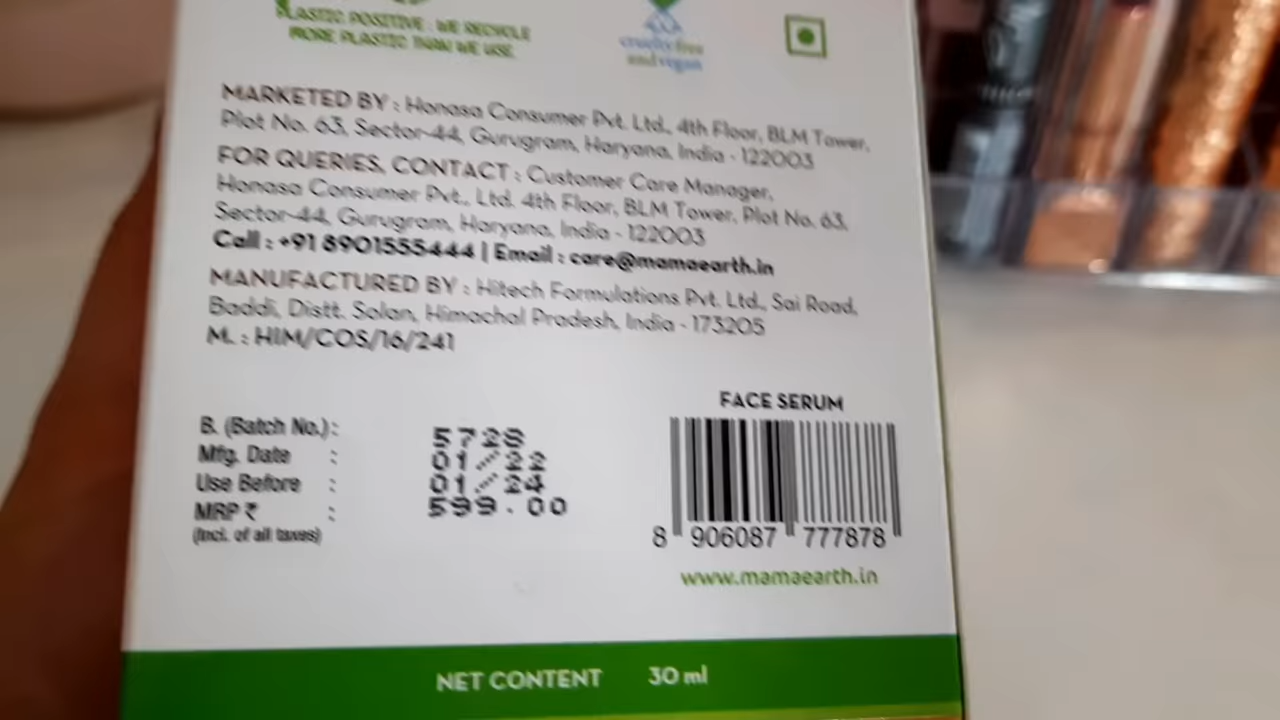 PLASTIC POSITIVE : WE RECYCLE
MORE PLASTIC THAN WE USE.
crueltyfree
and vegan
MARKETED BY : Honasa Consumer Pvt. Ltd., 4th Floor, BLM Tower,
Plot No. 63, Sector-44, Gurugram, Haryana, India - 122003
FOR QUERIES, CONTACT : Customer Care Manager,
Honasa Consumer Pvt., Ltd. 4th Floor, BLM Tower, Plot No. 63,
Sector-44, Gurugram, Haryana, India - 122003
Call : +91 8901555444 | Email : care@mamaearth.in
MANUFACTURED BY : Hitech Formulations Pvt. Ltd., Sai Road,
Baddi, Distt. Solan, Himachal Pradesh, India - 173205
M. : HIM/COS/16/241
B. (Batch No.) : 5728
Mfg. Date : 01/22
Use Before : 01/24
MRP ₹ : 599.00
(Incl. of all taxes)
FACE SERUM
8 906087 777878
www.mamaearth.in
NET CONTENT 30 ml